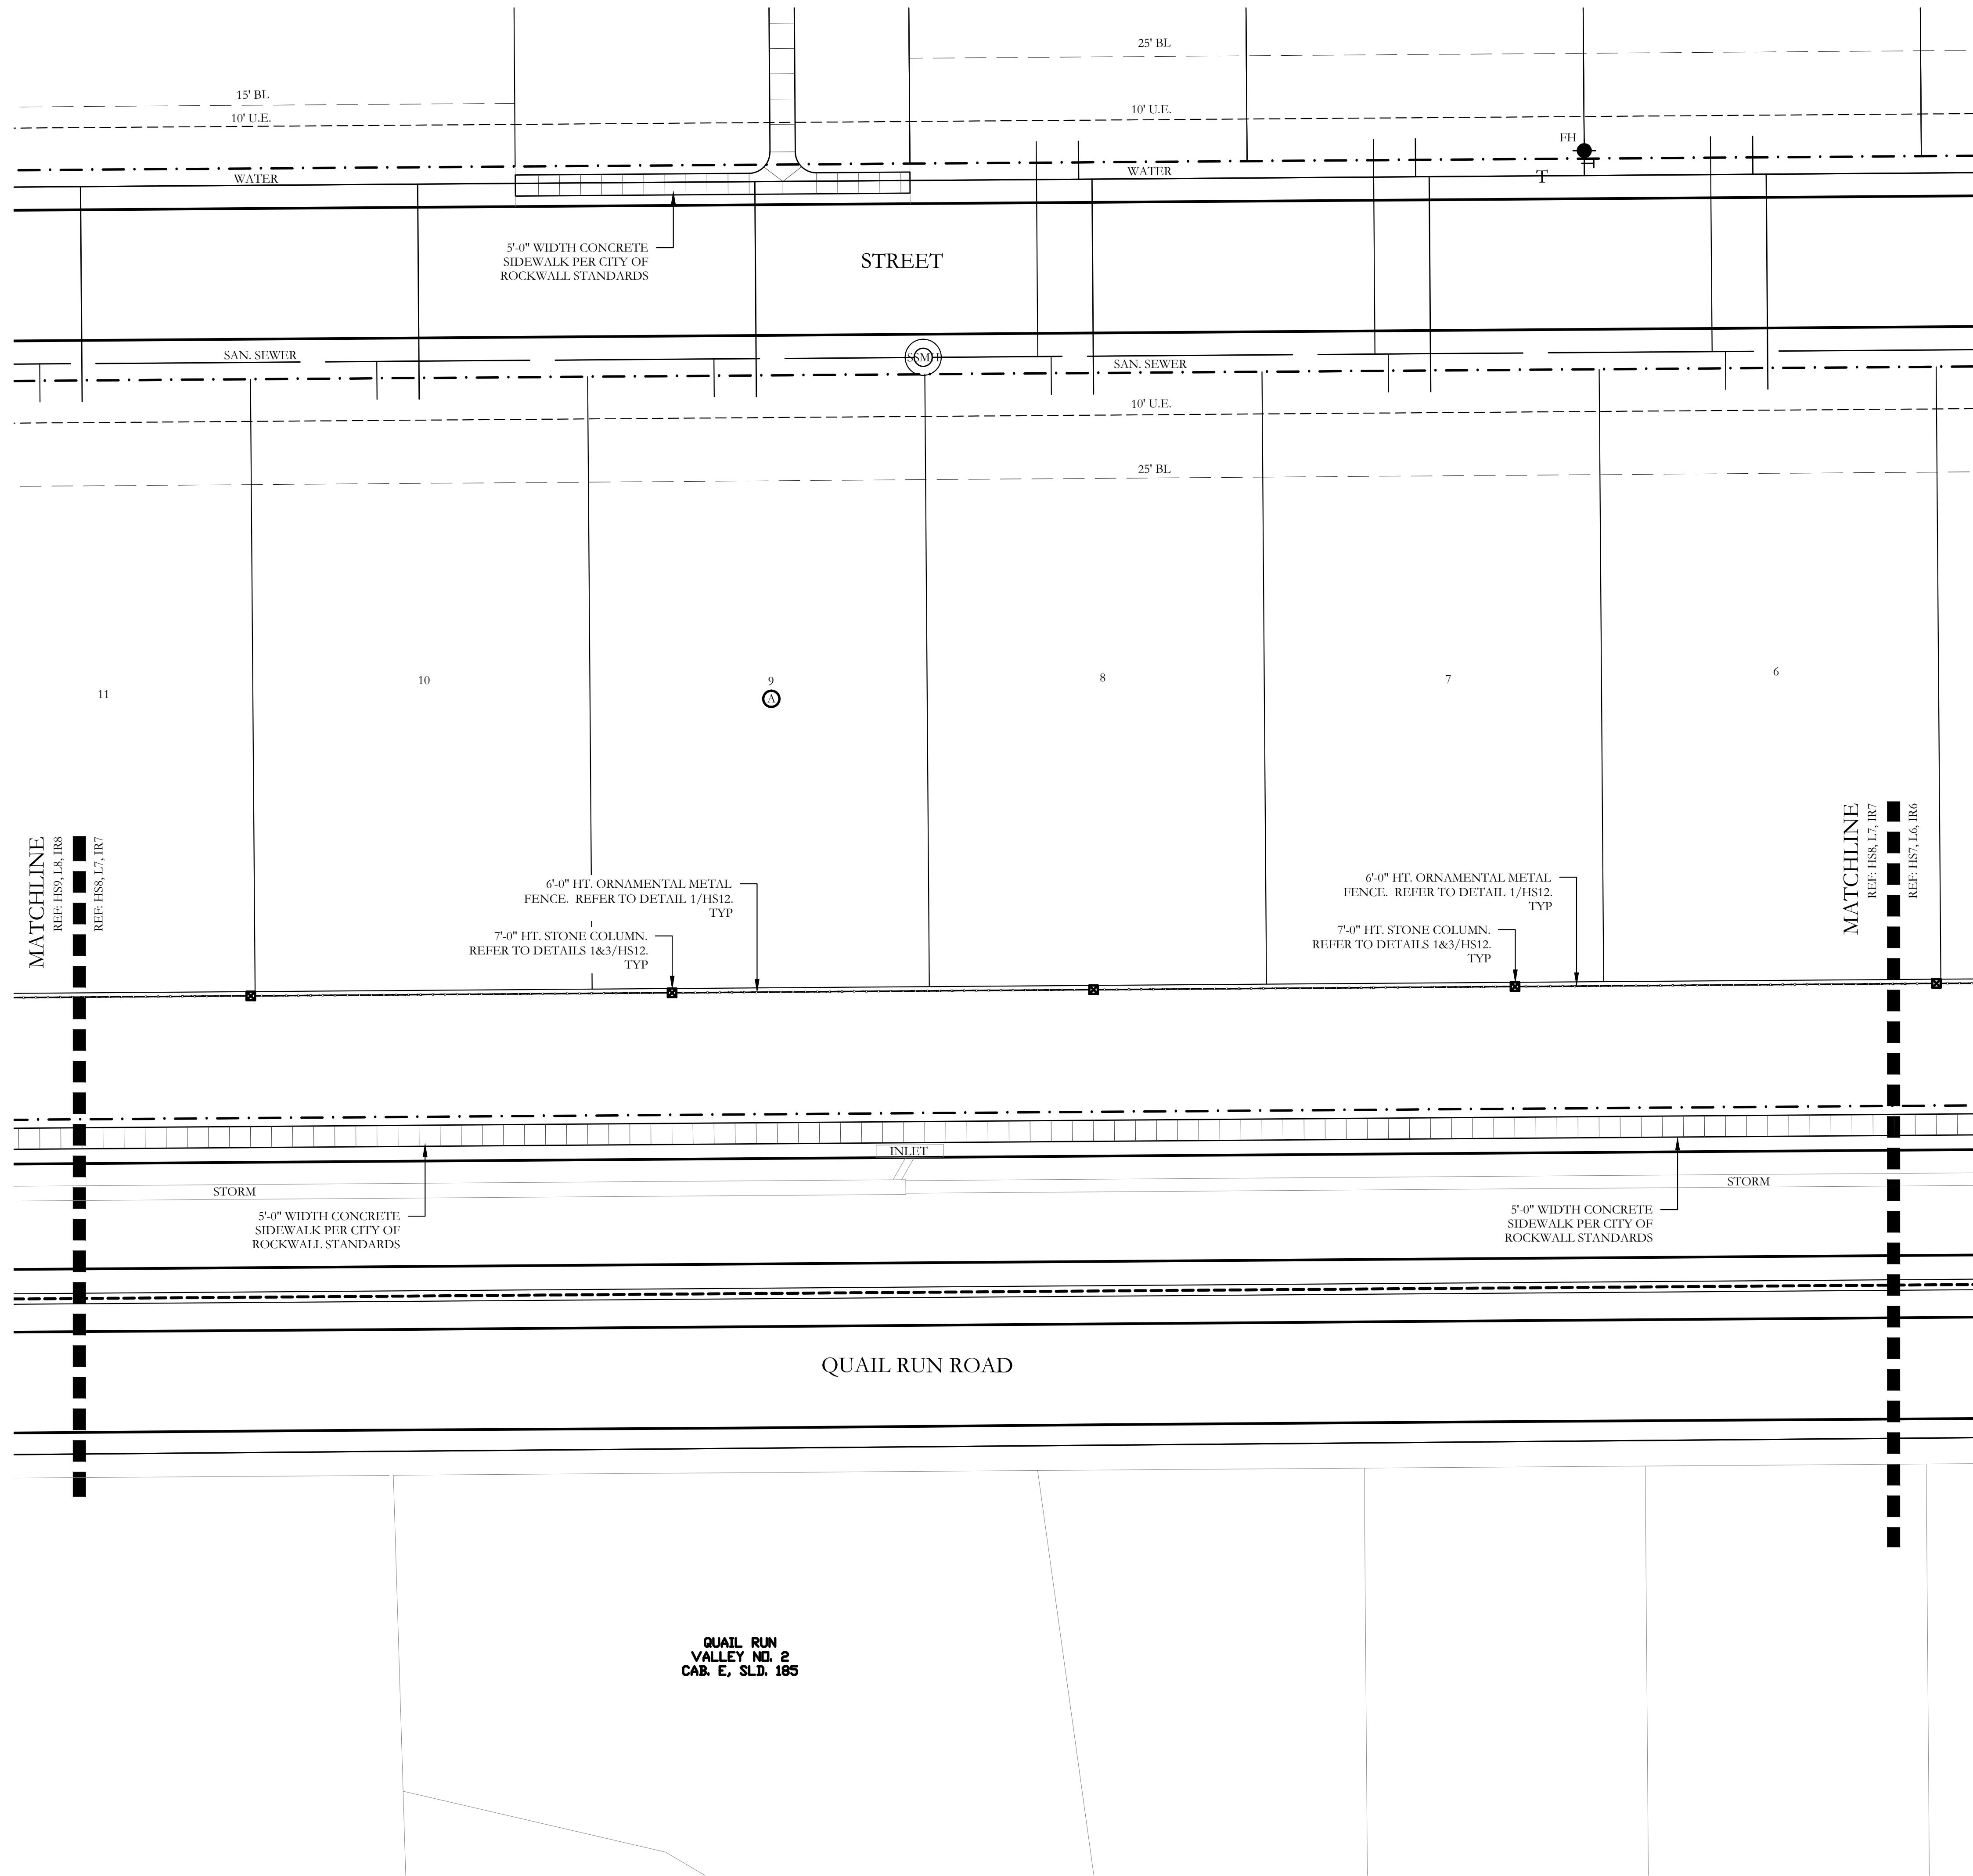 25' BL
15' BL
10' U.E.
10' U.E.
FH
T
T
WATER
WATER
5'-0" WIDTH CONCRETE
SIDEWALK PER CITY OF
ROCKWALL STANDARDS
STREET
SAN. SEWER
SSMH
SAN. SEWER
10' U.E.
25' BL
11
10
9
A
8
7
6
MATCHLINE
REF: HS9, L8, IR8
REF: HS8, L7, IR7
6'-0" HT. ORNAMENTAL METAL
FENCE. REFER TO DETAIL 1/HS12.
TYP
7'-0" HT. STONE COLUMN.
REFER TO DETAILS 1&3/HS12.
TYP
6'-0" HT. ORNAMENTAL METAL
FENCE. REFER TO DETAIL 1/HS12.
TYP
7'-0" HT. STONE COLUMN.
REFER TO DETAILS 1&3/HS12.
TYP
MATCHLINE
REF: HS8, L7, IR7
REF: HS7, L6, IR6
INLET
STORM
STORM
5'-0" WIDTH CONCRETE
SIDEWALK PER CITY OF
ROCKWALL STANDARDS
5'-0" WIDTH CONCRETE
SIDEWALK PER CITY OF
ROCKWALL STANDARDS
QUAIL RUN ROAD
QUAIL RUN
VALLEY NO. 2
CAB. E, SLD. 185